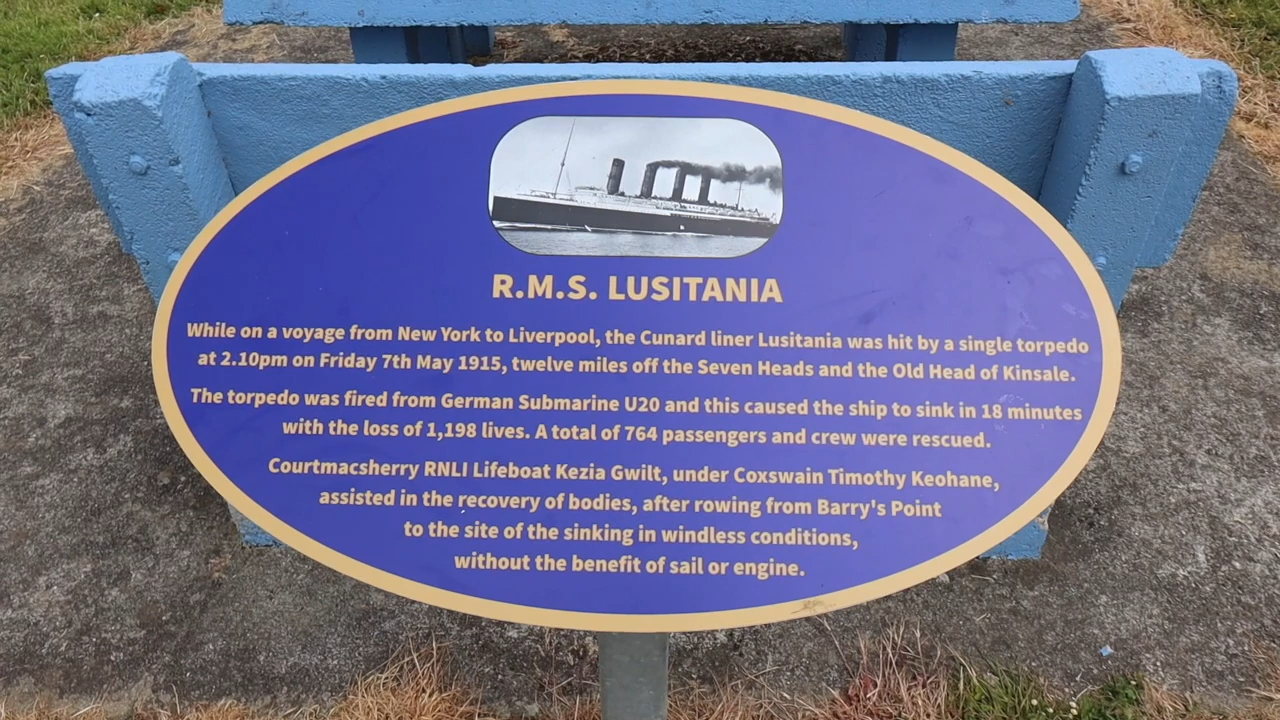 R.M.S. LUSITANIA
While on a voyage from New York to Liverpool, the Cunard liner Lusitania was hit by a single torpedo
at 2.10pm on Friday 7th May 1915, twelve miles off the Seven Heads and the Old Head of Kinsale.
The torpedo was fired from German Submarine U20 and this caused the ship to sink in 18 minutes
with the loss of 1,198 lives. A total of 764 passengers and crew were rescued.
Courtmacsherry RNLI Lifeboat Kezia Gwilt, under Coxswain Timothy Keohane,
assisted in the recovery of bodies, after rowing from Barry's Point
to the site of the sinking in windless conditions,
without the benefit of sail or engine.